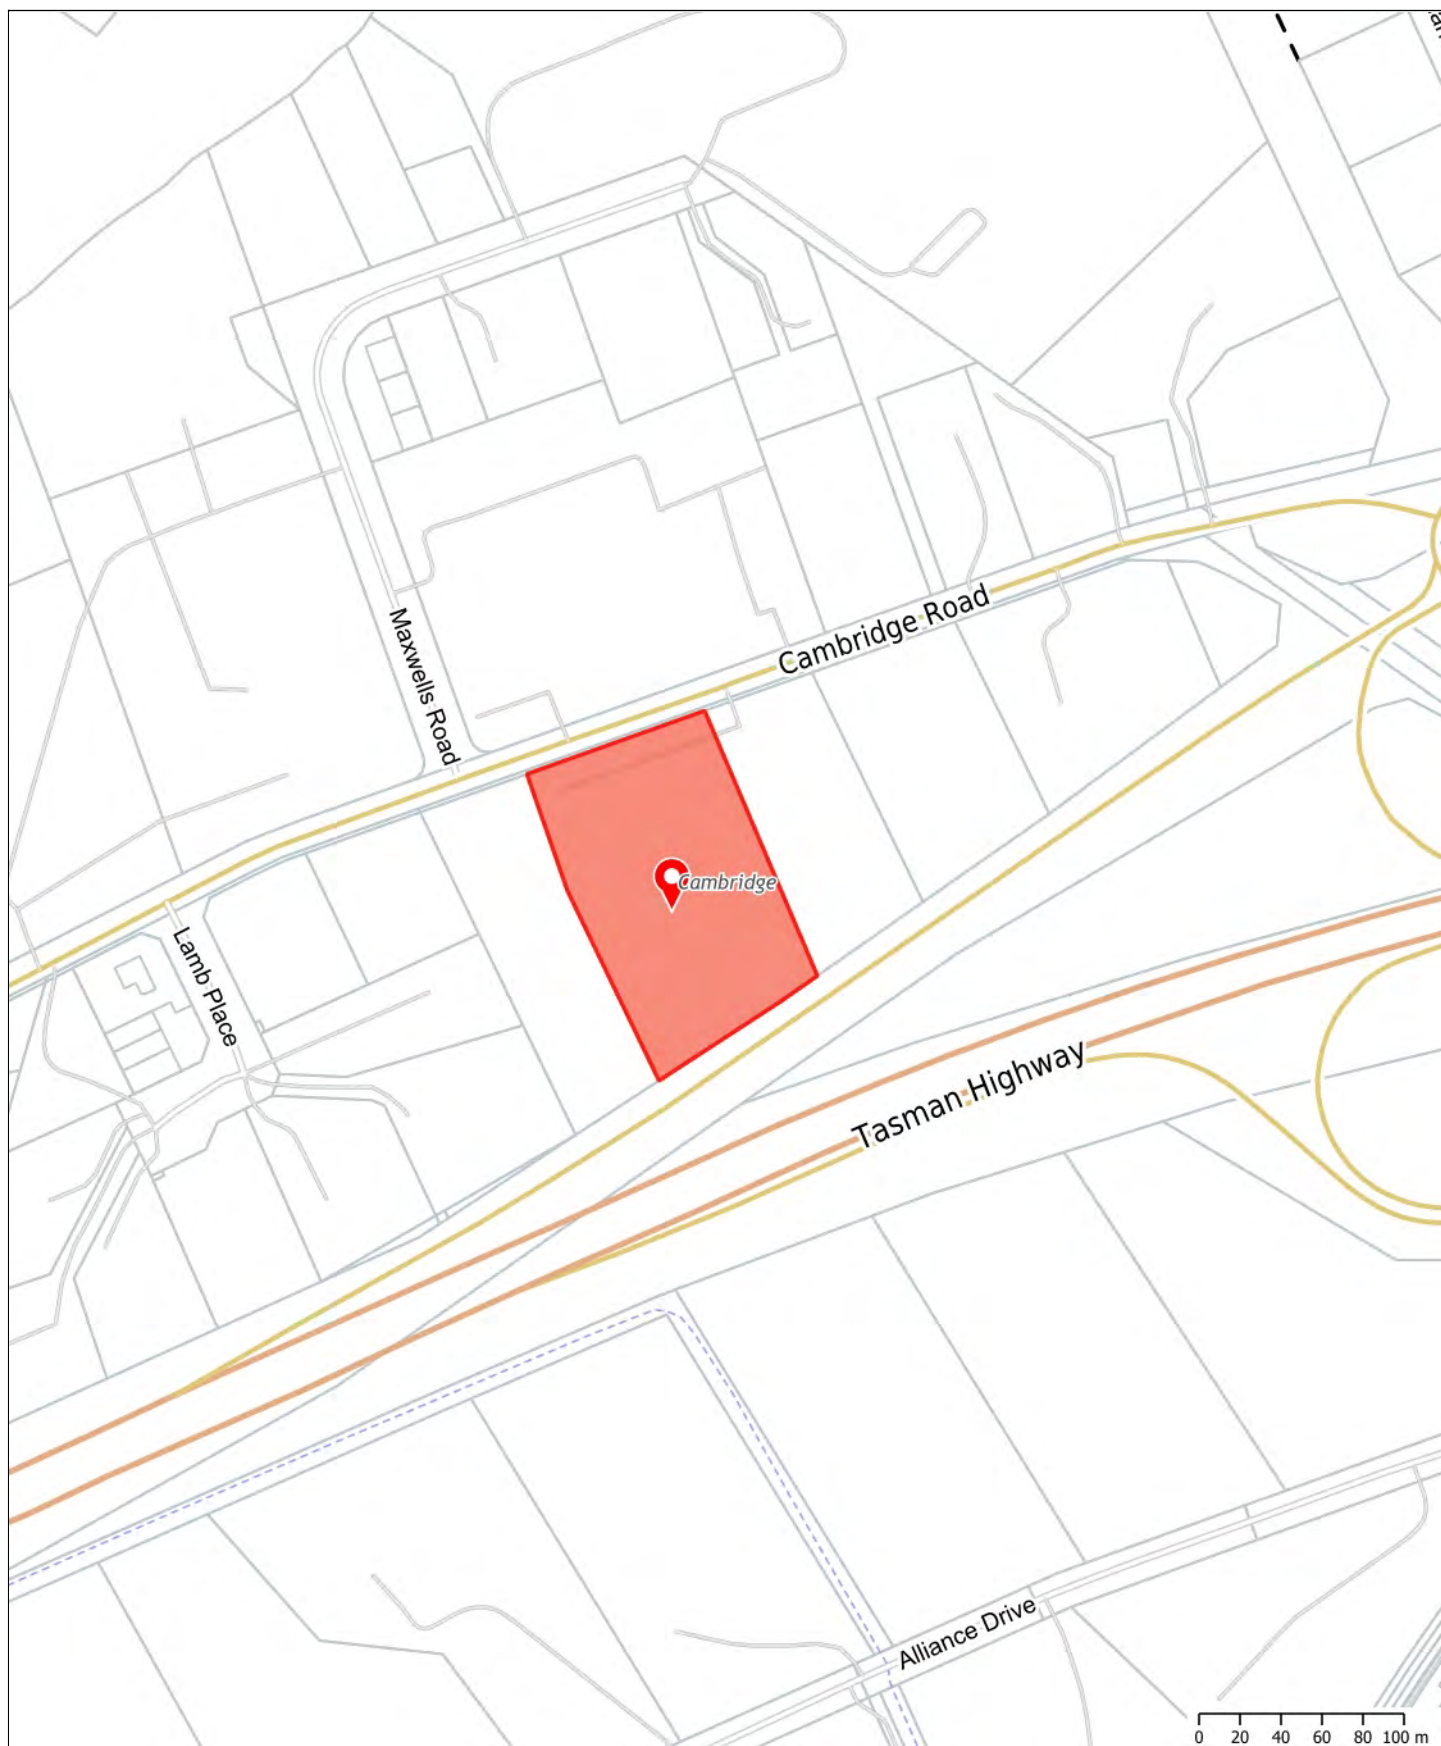 Cambridge Road
Maxwells Road
Cambridge
Lamb Place
Tasman Highway
Alliance Drive
0 20 40 60 80 100 m